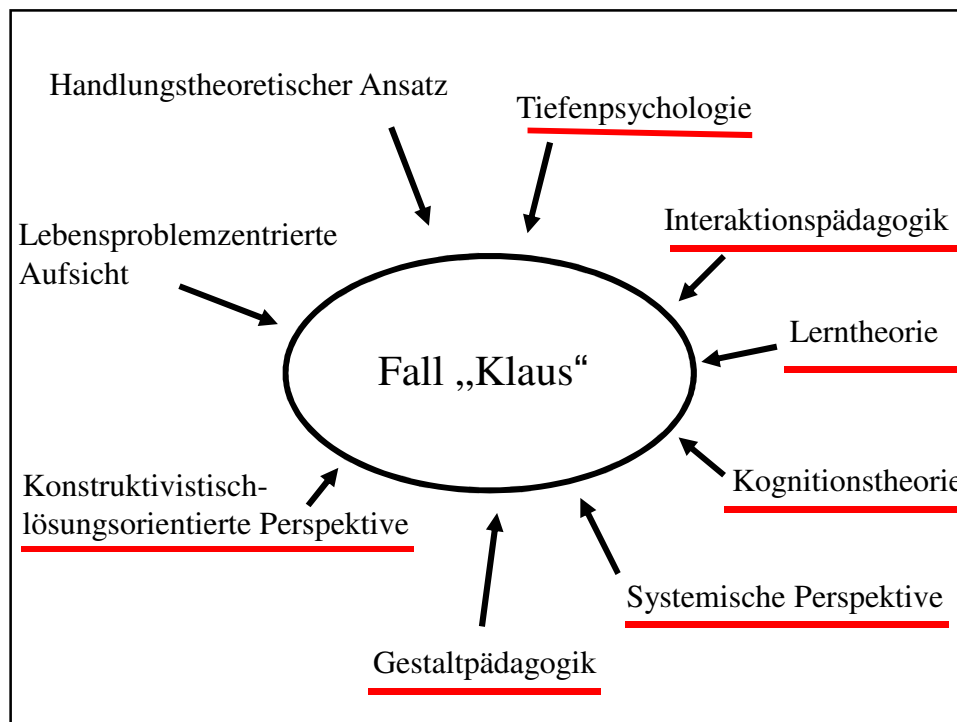 Handlungstheoretischer Ansatz
Tiefenpsychologie
Interaktionspädagogik
Lebensproblemzentrierte
Aufsicht
Lerntheorie
Fall „Klaus“
Kognitionstheorie
Konstruktivistisch-
lösungsorientierte Perspektive
Systemische Perspektive
Gestaltpädagogik